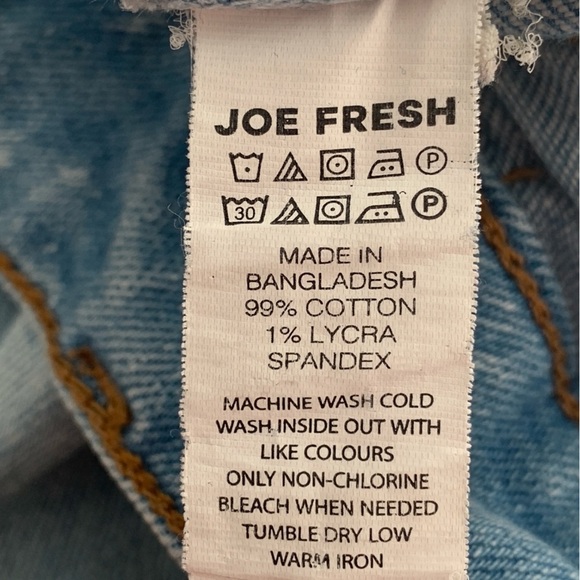 JOE FRESH
P
30 P
MADE IN
BANGLADESH
99% COTTON
1% LYCRA
SPANDEX
MACHINE WASH COLD
WASH INSIDE OUT WITH
LIKE COLOURS
ONLY NON-CHLORINE
BLEACH WHEN NEEDED
TUMBLE DRY LOW
WARM IRON